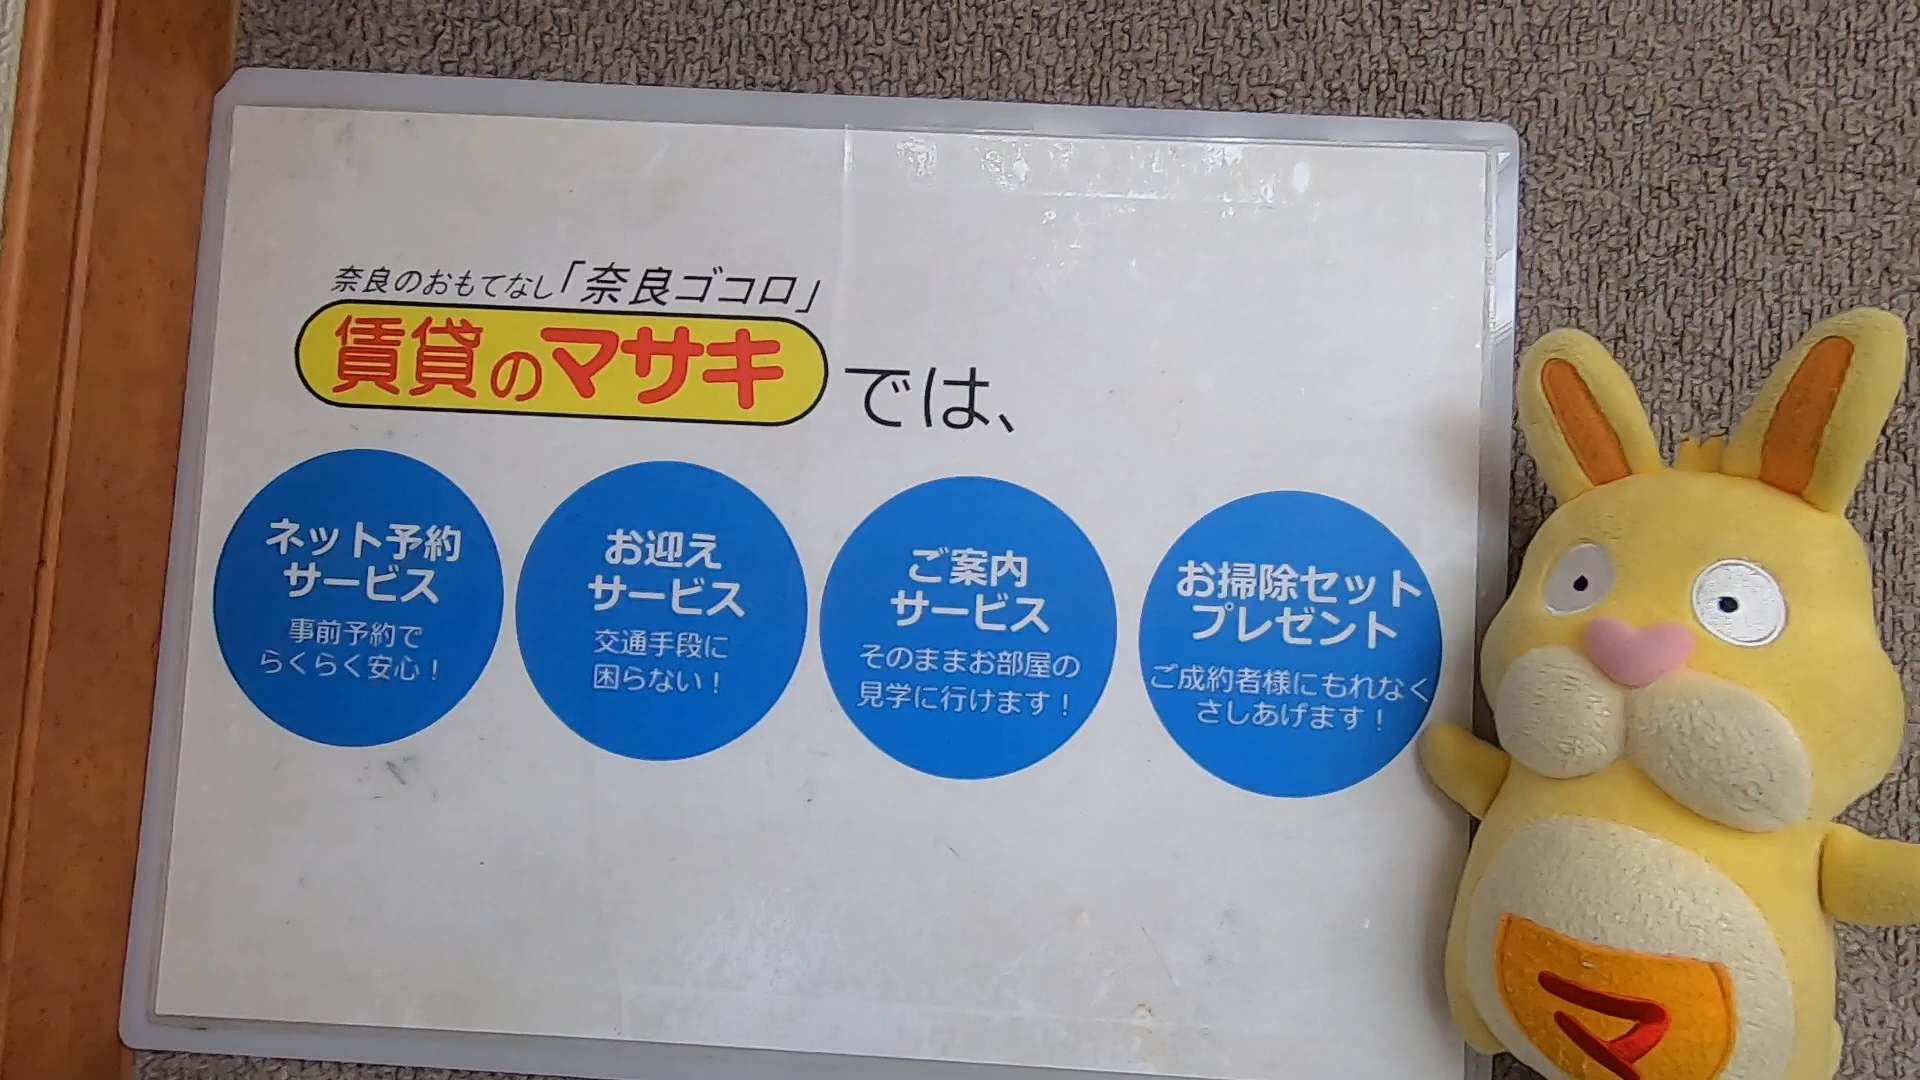 奈良のおもてなし「奈良ゴコロ」
賃貸のマサキでは、
ネット予約
サービス
事前予約で
らくらく安心！
お迎え
サービス
交通手段に
困らない！
ご案内
サービス
そのままお部屋の
見学に行けます！
お掃除セット
プレゼント
ご成約者様にもれなく
さしあげます！
マ